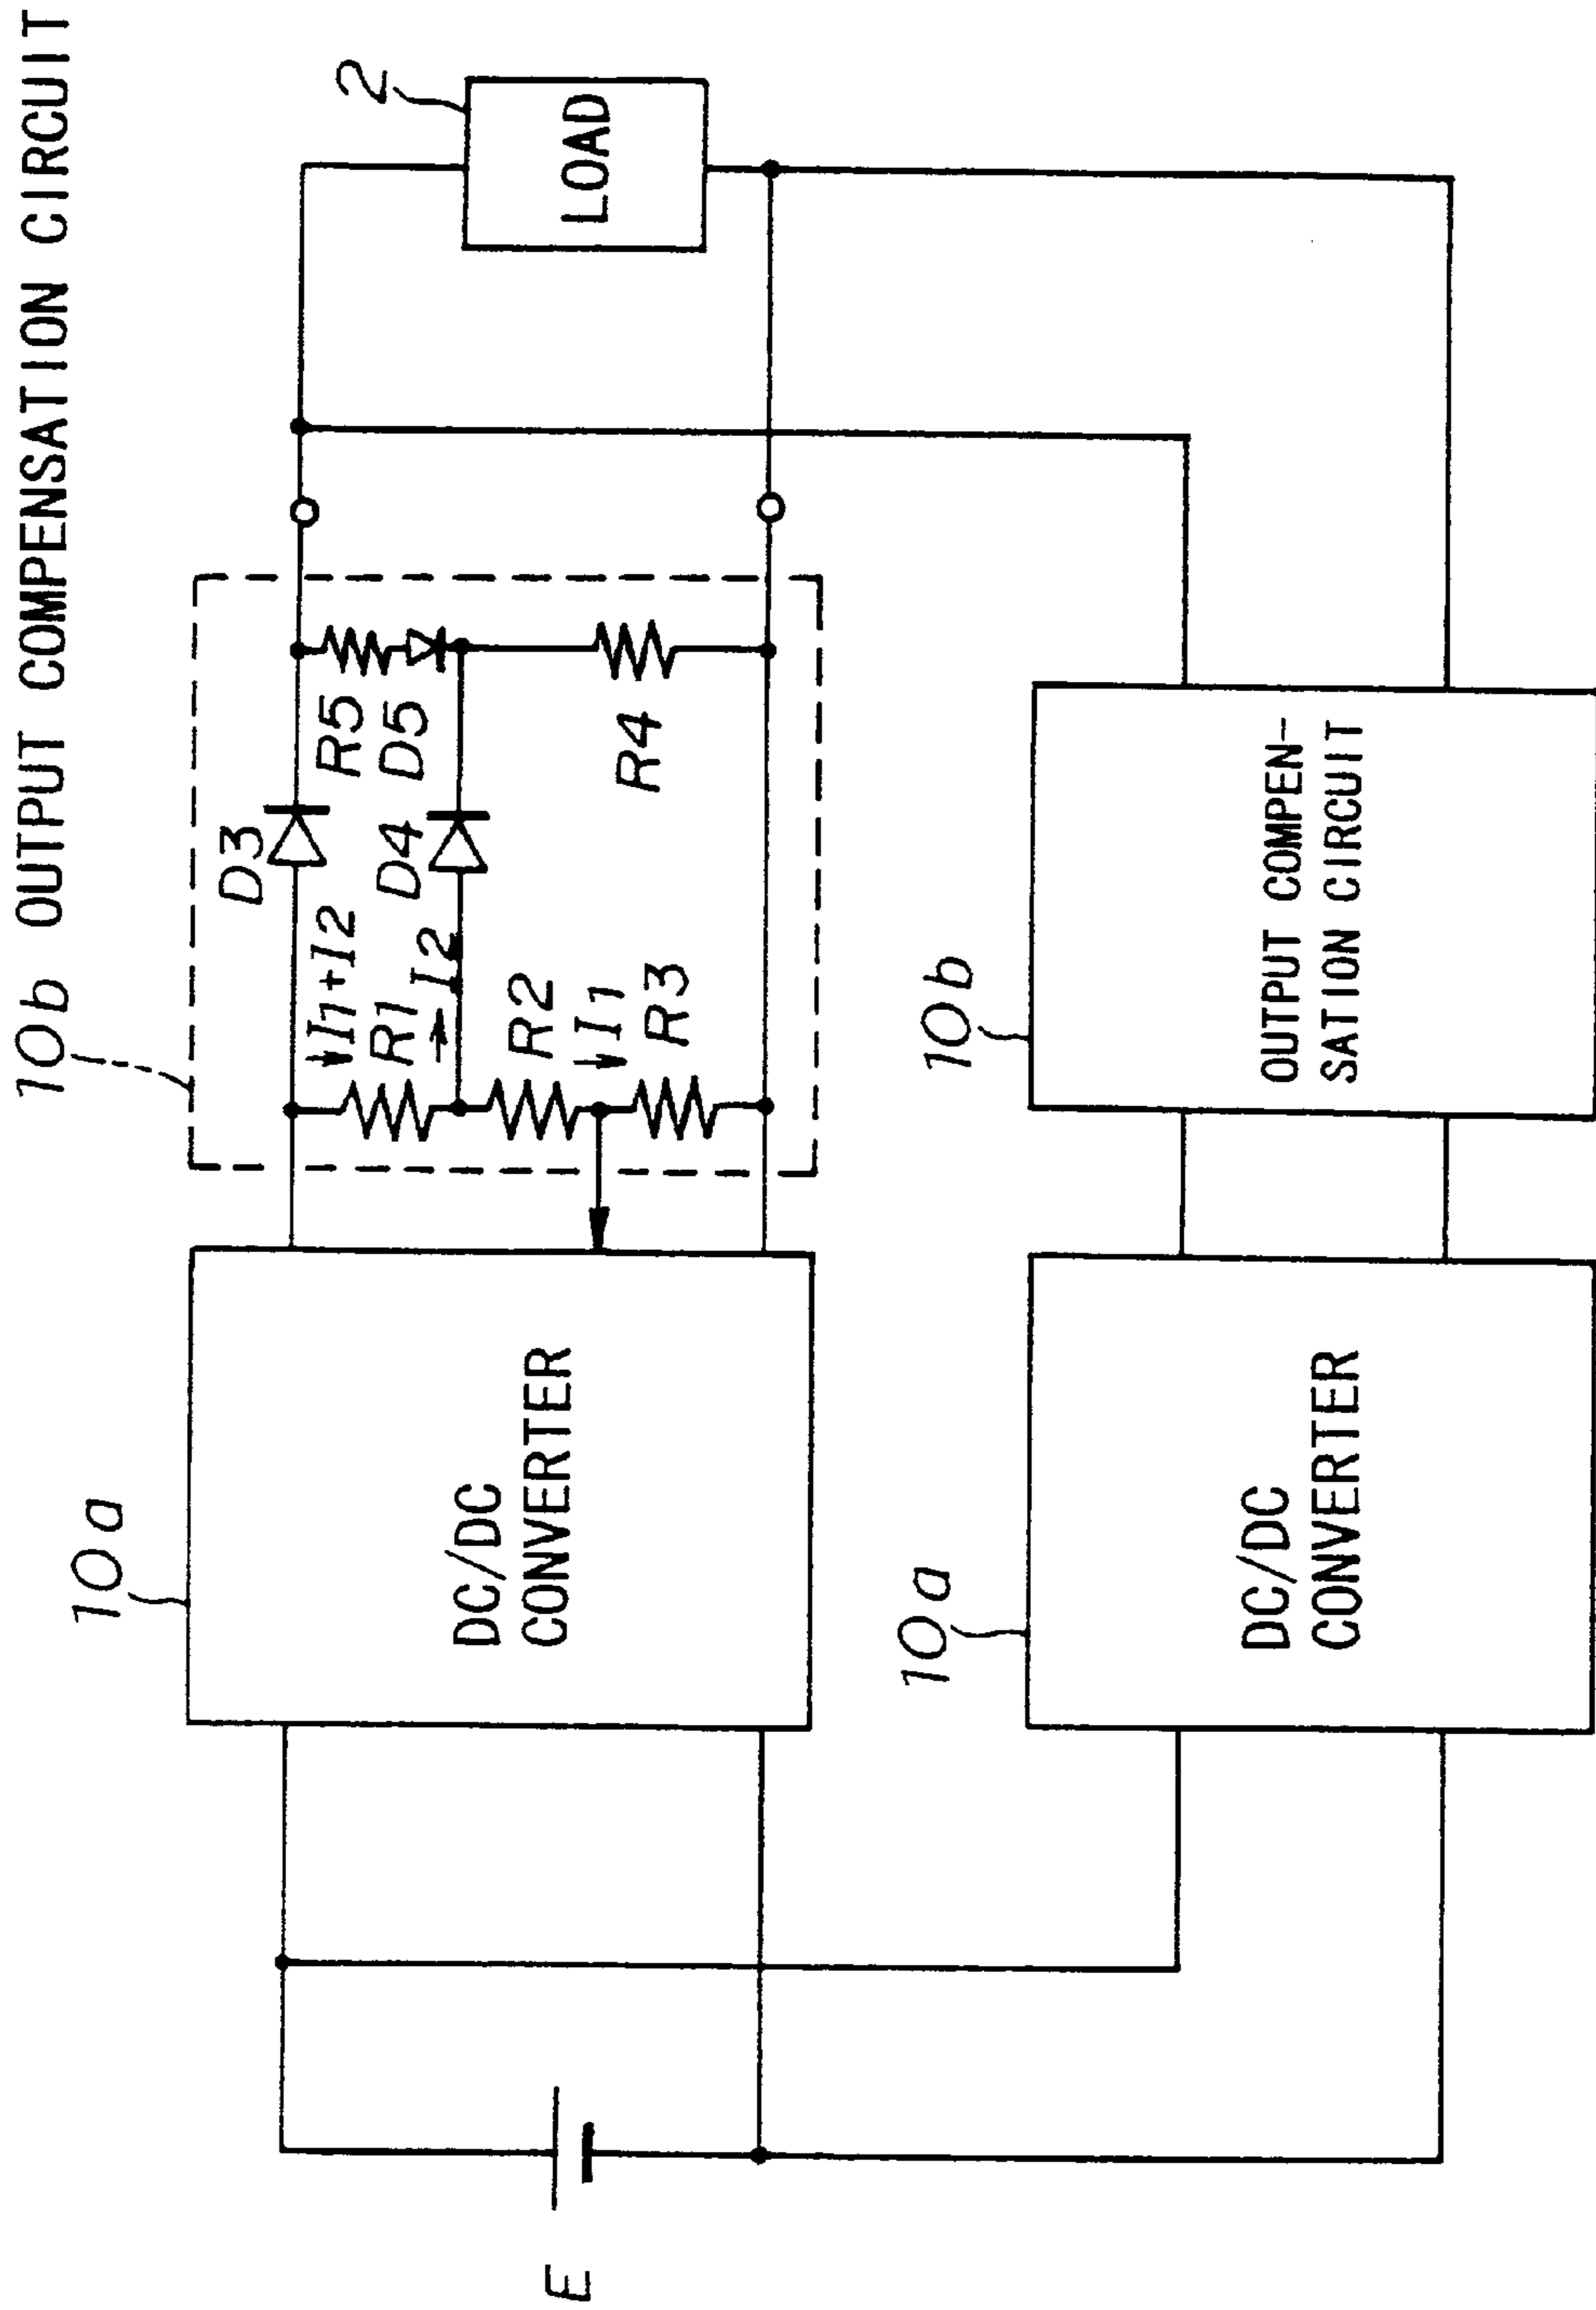 10b OUTPUT COMPENSATION CIRCUIT
10a
DC/DC
CONVERTER
D3
I1+I2
R1
I2
D4
R5
D5
R2
I1
R3
R4
2
LOAD
E
10a
DC/DC
CONVERTER
10b
OUTPUT COMPEN-
SATION CIRCUIT